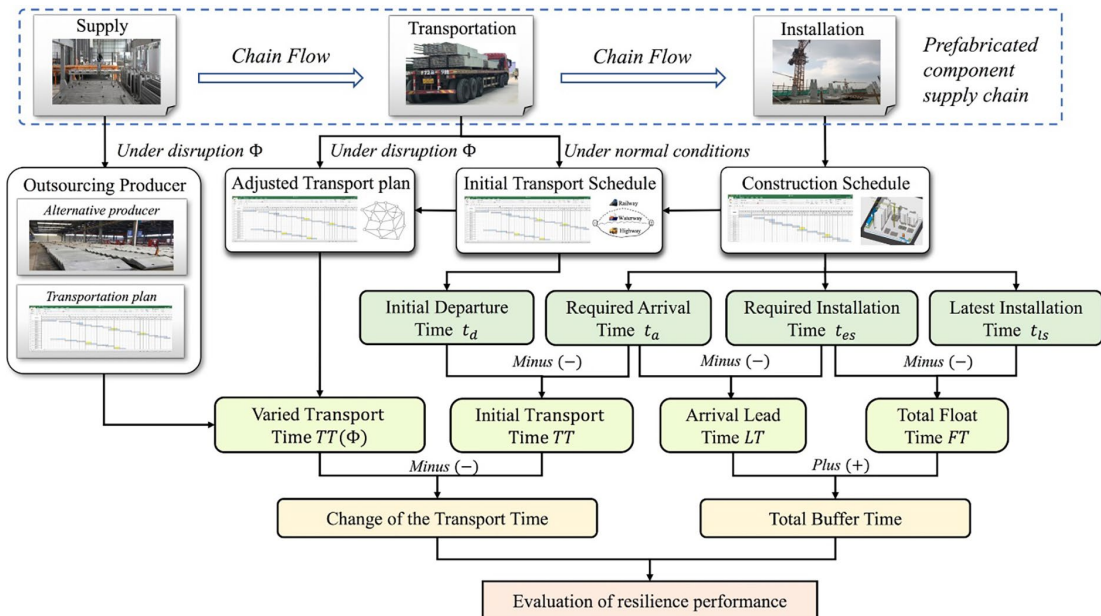 Supply
Transportation
Installation
Chain Flow
Chain Flow
Prefabricated
component
supply chain
Under disruption Φ
Under disruption Φ
Under normal conditions
Outsourcing Producer
Alternative producer
Transportation plan
Adjusted Transport plan
Initial Transport Schedule
Railway
Waterway
Highway
Construction Schedule
Initial Departure
Time t_d
Required Arrival
Time t_a
Required Installation
Time t_es
Latest Installation
Time t_ls
Minus (−)
Minus (−)
Minus (−)
Varied Transport
Time TT(Φ)
Initial Transport
Time TT
Arrival Lead
Time LT
Total Float
Time FT
Minus (−)
Plus (+)
Change of the Transport Time
Total Buffer Time
Evaluation of resilience performance